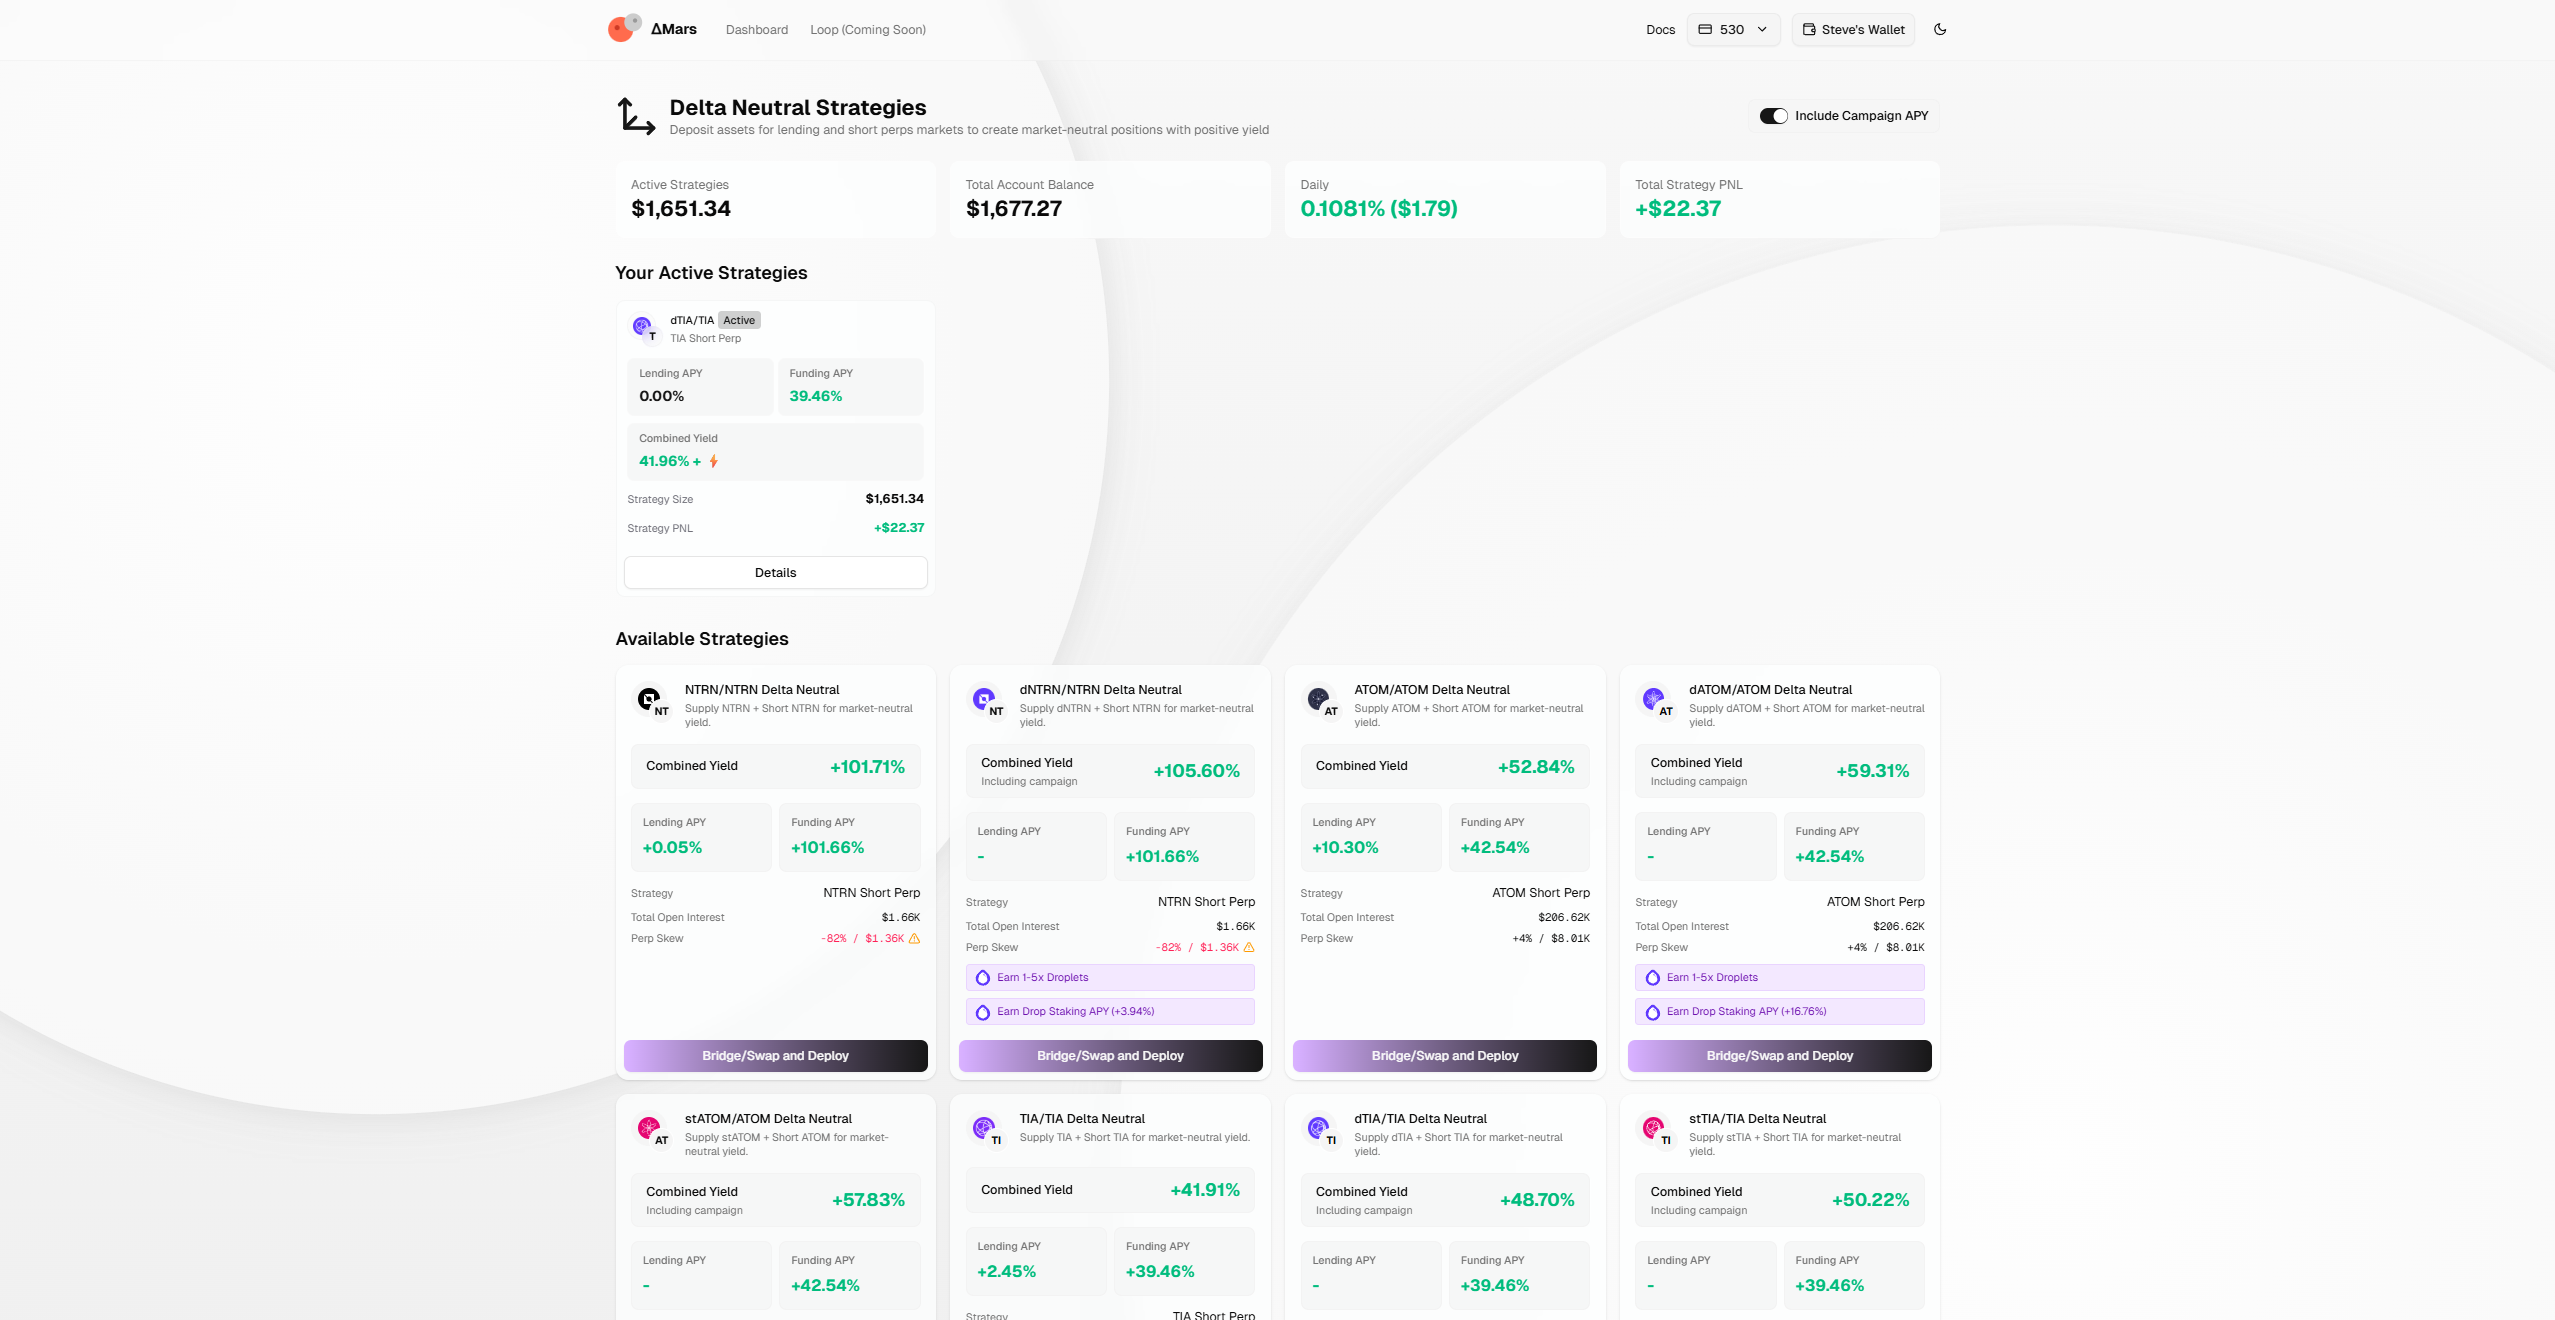 ΔMars Dashboard Loop (Coming Soon) Docs 530 Steve's Wallet
Delta Neutral Strategies
Deposit assets for lending and short perps markets to create market-neutral positions with positive yield
Include Campaign APY
Active Strategies
$1,651.34
Total Account Balance
$1,677.27
Daily
0.1081% ($1.79)
Total Strategy PNL
+$22.37
Your Active Strategies
T
dTIA/TIA Active
TIA Short Perp
Lending APY
0.00%
Funding APY
39.46%
Combined Yield
41.96% +
Strategy Size $1,651.34
Strategy PNL +$22.37
Details
Available Strategies
NT
NTRN/NTRN Delta Neutral
Supply NTRN + Short NTRN for market-neutral
yield.
Combined Yield +101.71%
Lending APY
+0.05%
Funding APY
+101.66%
Strategy NTRN Short Perp
Total Open Interest $1.66K
Perp Skew -82% / $1.36K
Bridge/Swap and Deploy
NT
dNTRN/NTRN Delta Neutral
Supply dNTRN + Short NTRN for market-neutral
yield.
Combined Yield +105.60%
Including campaign
Lending APY
-
Funding APY
+101.66%
Strategy NTRN Short Perp
Total Open Interest $1.66K
Perp Skew -82% / $1.36K
Earn 1-5x Droplets
Earn Drop Staking APY (+3.94%)
Bridge/Swap and Deploy
AT
ATOM/ATOM Delta Neutral
Supply ATOM + Short ATOM for market-neutral
yield.
Combined Yield +52.84%
Lending APY
+10.30%
Funding APY
+42.54%
Strategy ATOM Short Perp
Total Open Interest $206.62K
Perp Skew +4% / $8.01K
Bridge/Swap and Deploy
AT
dATOM/ATOM Delta Neutral
Supply dATOM + Short ATOM for market-neutral
yield.
Combined Yield +59.31%
Including campaign
Lending APY
-
Funding APY
+42.54%
Strategy ATOM Short Perp
Total Open Interest $206.62K
Perp Skew +4% / $8.01K
Earn 1-5x Droplets
Earn Drop Staking APY (+16.76%)
Bridge/Swap and Deploy
AT
stATOM/ATOM Delta Neutral
Supply stATOM + Short ATOM for market-
neutral yield.
Combined Yield +57.83%
Including campaign
Lending APY
-
Funding APY
+42.54%
TI
TIA/TIA Delta Neutral
Supply TIA + Short TIA for market-neutral yield.
Combined Yield +41.91%
Lending APY
+2.45%
Funding APY
+39.46%
Strategy TIA Short Perp
TI
dTIA/TIA Delta Neutral
Supply dTIA + Short TIA for market-neutral
yield.
Combined Yield +48.70%
Including campaign
Lending APY
-
Funding APY
+39.46%
TI
stTIA/TIA Delta Neutral
Supply stTIA + Short TIA for market-neutral
yield.
Combined Yield +50.22%
Including campaign
Lending APY
-
Funding APY
+39.46%